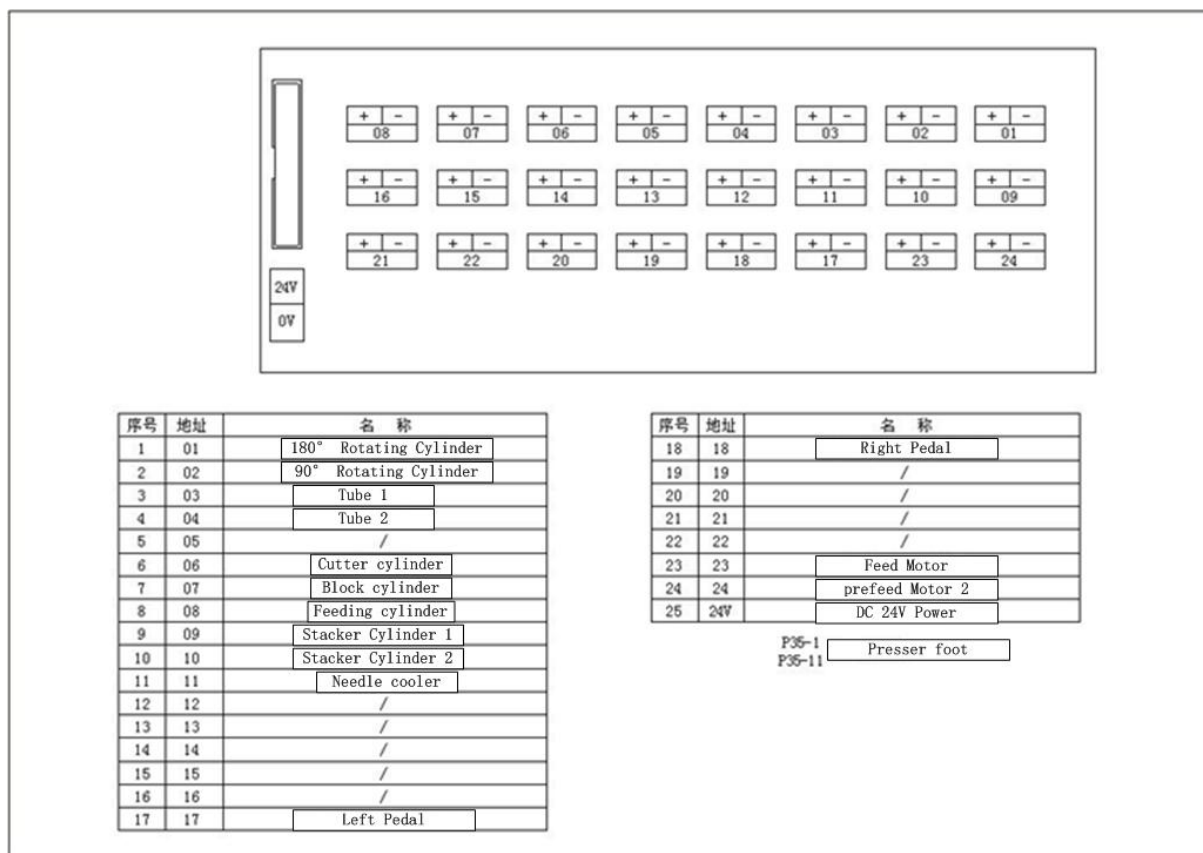 + - + - + - + - + - + - + - + -
08 07 06 05 04 03 02 01
+ - + - + - + - + - + - + - + -
16 15 14 13 12 11 10 09
+ - + - + - + - + - + - + - + -
21 22 20 19 18 17 23 24
24V
0V
序号 地址 名 称
1 01 180° Rotating Cylinder
2 02 90° Rotating Cylinder
3 03 Tube 1
4 04 Tube 2
5 05 /
6 06 Cutter cylinder
7 07 Block cylinder
8 08 Feeding cylinder
9 09 Stacker Cylinder 1
10 10 Stacker Cylinder 2
11 11 Needle cooler
12 12 /
13 13 /
14 14 /
15 15 /
16 16 /
17 17 Left Pedal
序号 地址 名 称
18 18 Right Pedal
19 19 /
20 20 /
21 21 /
22 22 /
23 23 Feed Motor
24 24 prefeed Motor 2
25 24V DC 24V Power
P35-1
P35-11
Presser foot